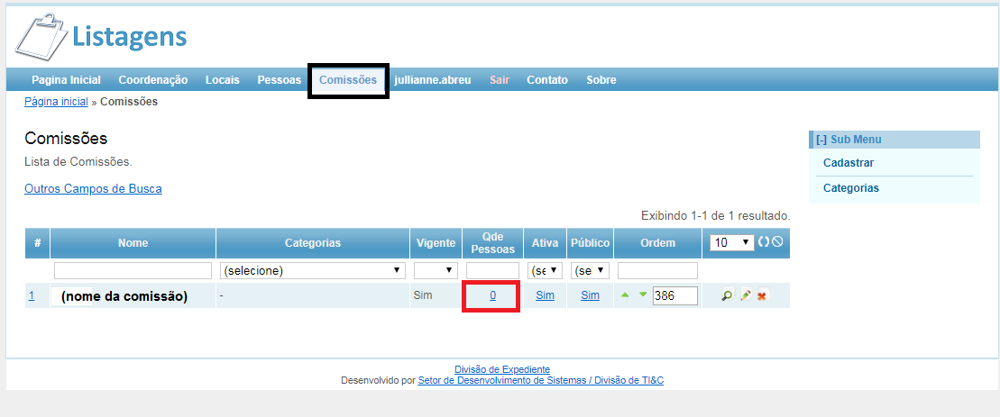 Listagens
Pagina Inicial Coordenação Locais Pessoas Comissões jullianne.abreu Sair Contato Sobre
Página inicial » Comissões
Comissões
Lista de Comissões.
Outros Campos de Busca
[-] Sub Menu
Cadastrar
Categorias
Exibindo 1-1 de 1 resultado.
# Nome Categorias Vigente Qde Pessoas Ativa Público Ordem 10
(selecione) (se (se
1 (nome da comissão) - Sim 0 Sim Sim 386
Divisão de Expediente
Desenvolvido por Setor de Desenvolvimento de Sistemas / Divisão de TI&C